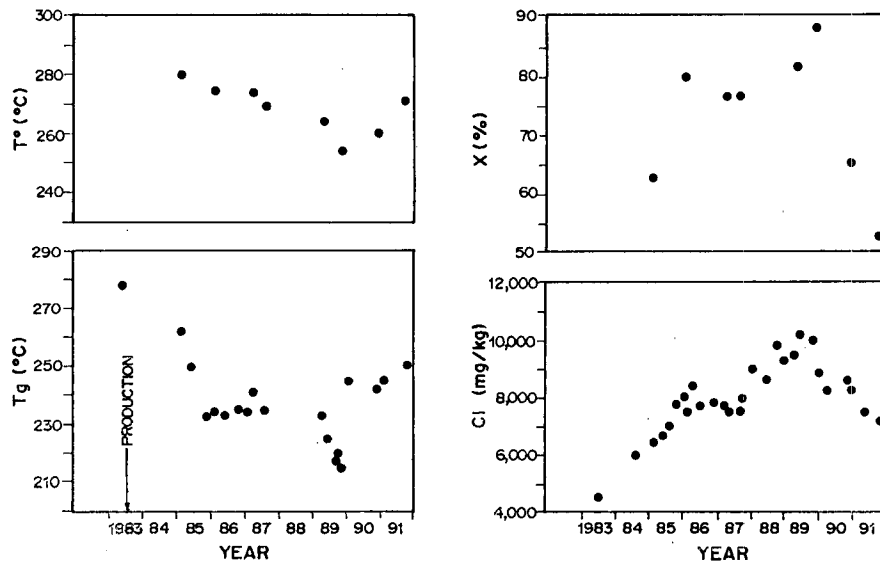 300
280
260
240
T° (°C)
90
80
70
60
50
X (%)
290
270
250
230
210
Tg (°C)
PRODUCTION
1983 84 85 86 87 88 89 90 91
YEAR
12,000
10,000
8,000
6,000
4,000
Cl (mg/kg)
1983 84 85 86 87 88 89 90 91
YEAR